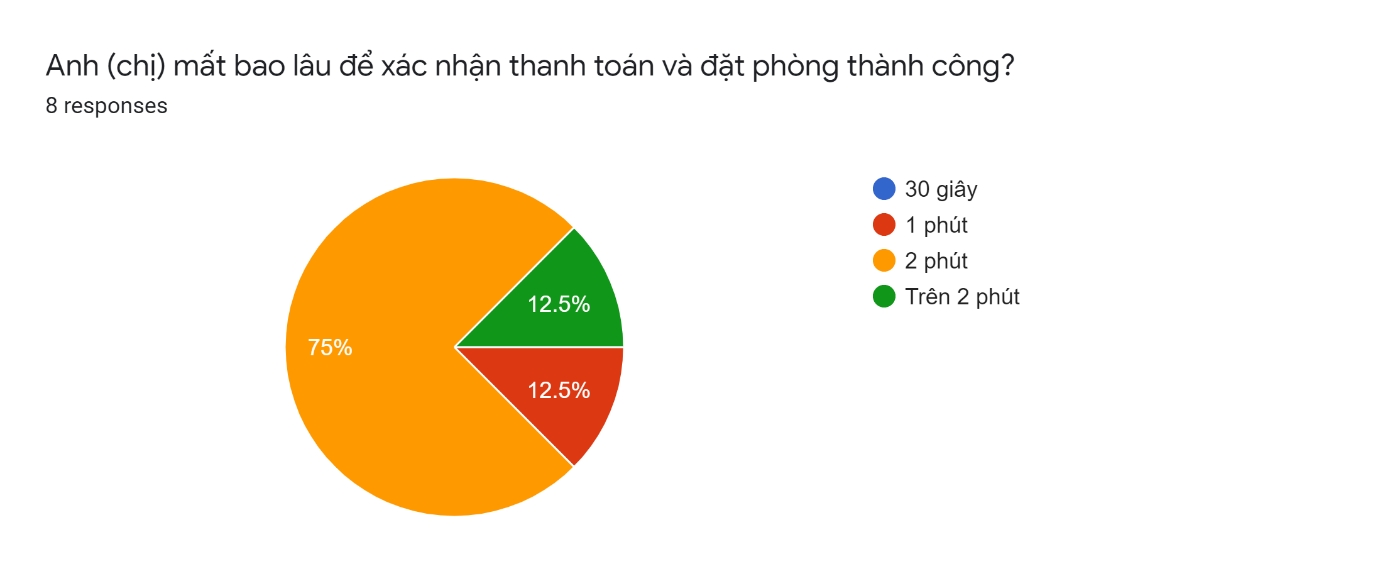 Anh (chị) mất bao lâu để xác nhận thanh toán và đặt phòng thành công?
8 responses
30 giây
1 phút
2 phút
Trên 2 phút
12.5%
75%
12.5%